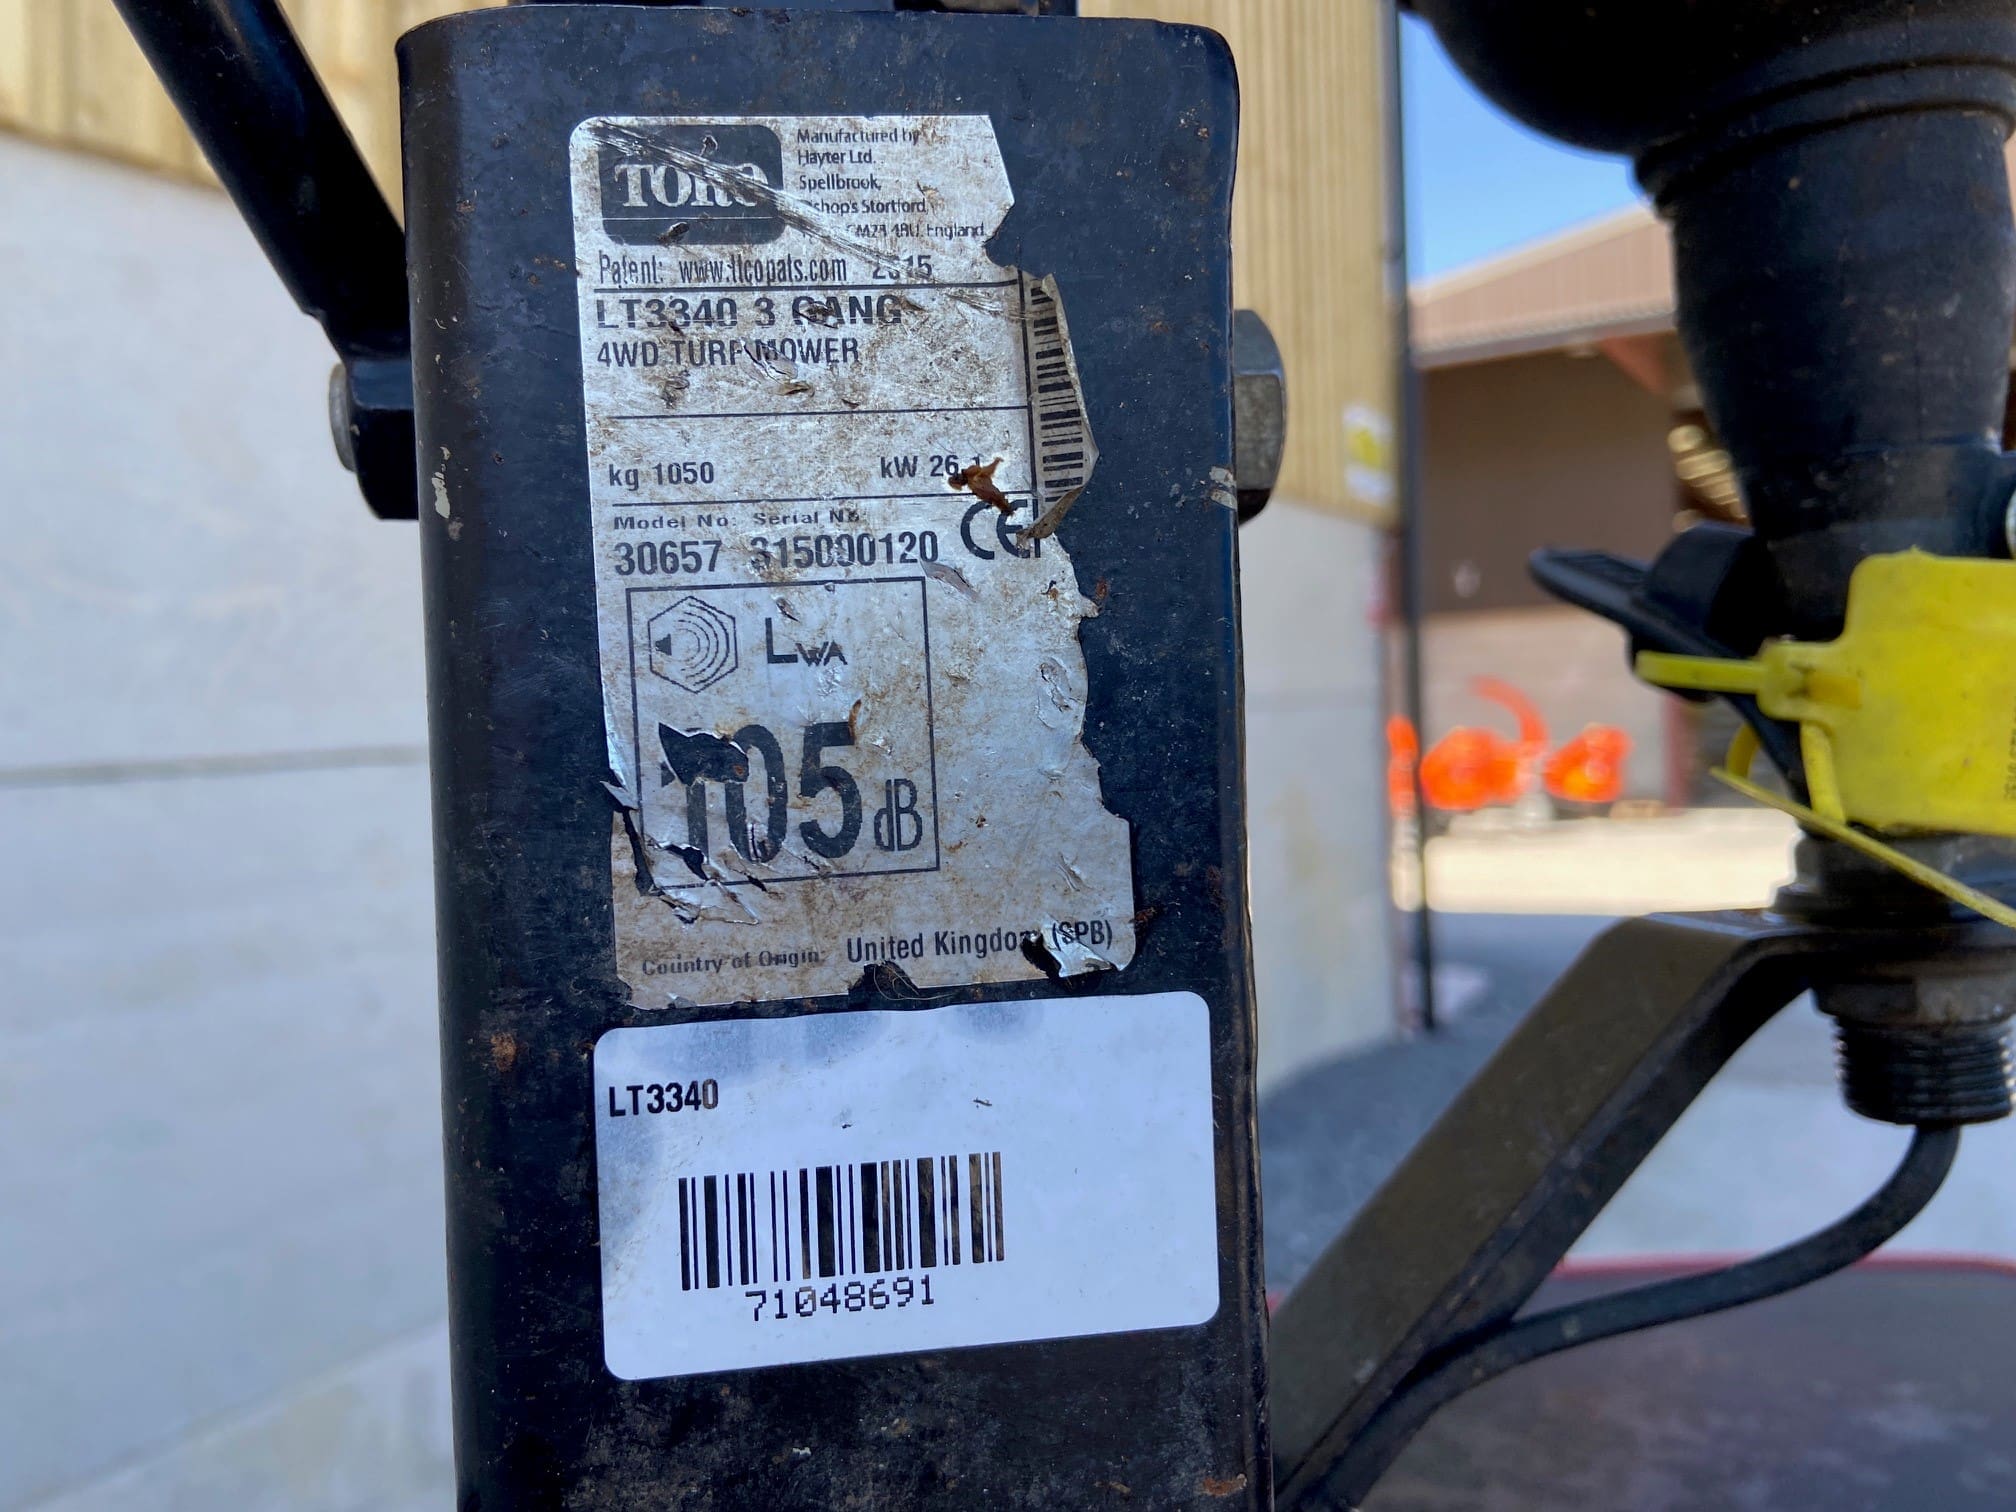 TORO
Manufactured by
Hayter Ltd.
Spellbrook,
shop's Stortford,
England
Patent: www.ttcopats.com 2015
LT3340 3 GANG
4WD TURF MOWER
kg 1050 kW 26.1
Model No: Serial No:
30657 315000120 CE
LWA
105 dB
Country of Origin: United Kingdom (SPB)
LT3340
71048691